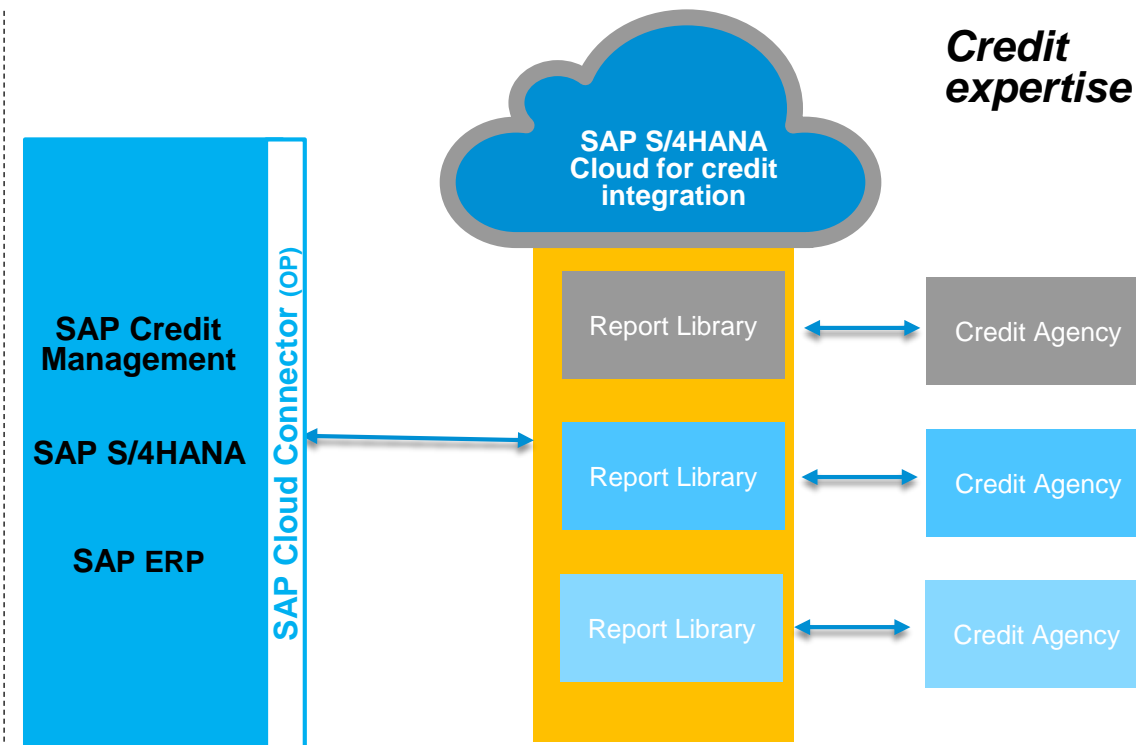 Credit
expertise
SAP S/4HANA
Cloud for credit
integration
SAP Credit
Management
SAP S/4HANA
SAP ERP
SAP Cloud Connector (OP)
Report Library
Credit Agency
Report Library
Credit Agency
Report Library
Credit Agency